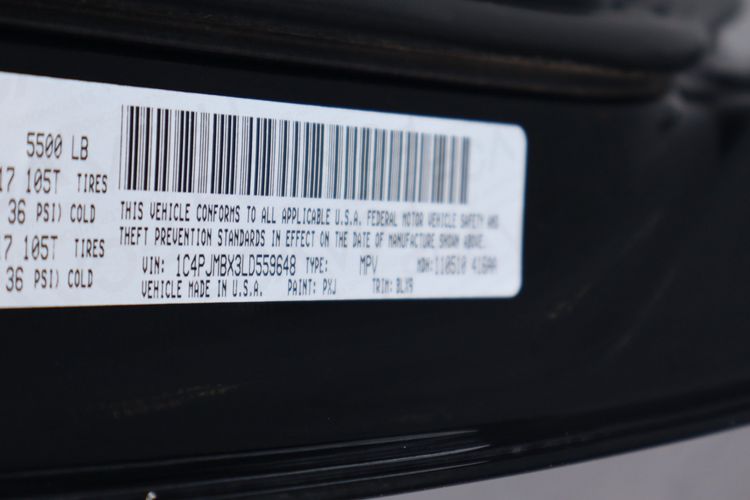 5500 LB
17 105T TIRES
36 PSI) COLD
17 105T TIRES
36 PSI) COLD
THIS VEHICLE CONFORMS TO ALL APPLICABLE U.S.A. FEDERAL MOTOR VEHICLE SAFETY AND
THEFT PREVENTION STANDARDS IN EFFECT ON THE DATE OF MANUFACTURE SHOWN ABOVE.
VIN: 1C4PJMBX3LD559648 TYPE: MPV MDH:
VEHICLE MADE IN U.S.A. PAINT: PXJ TRIM: